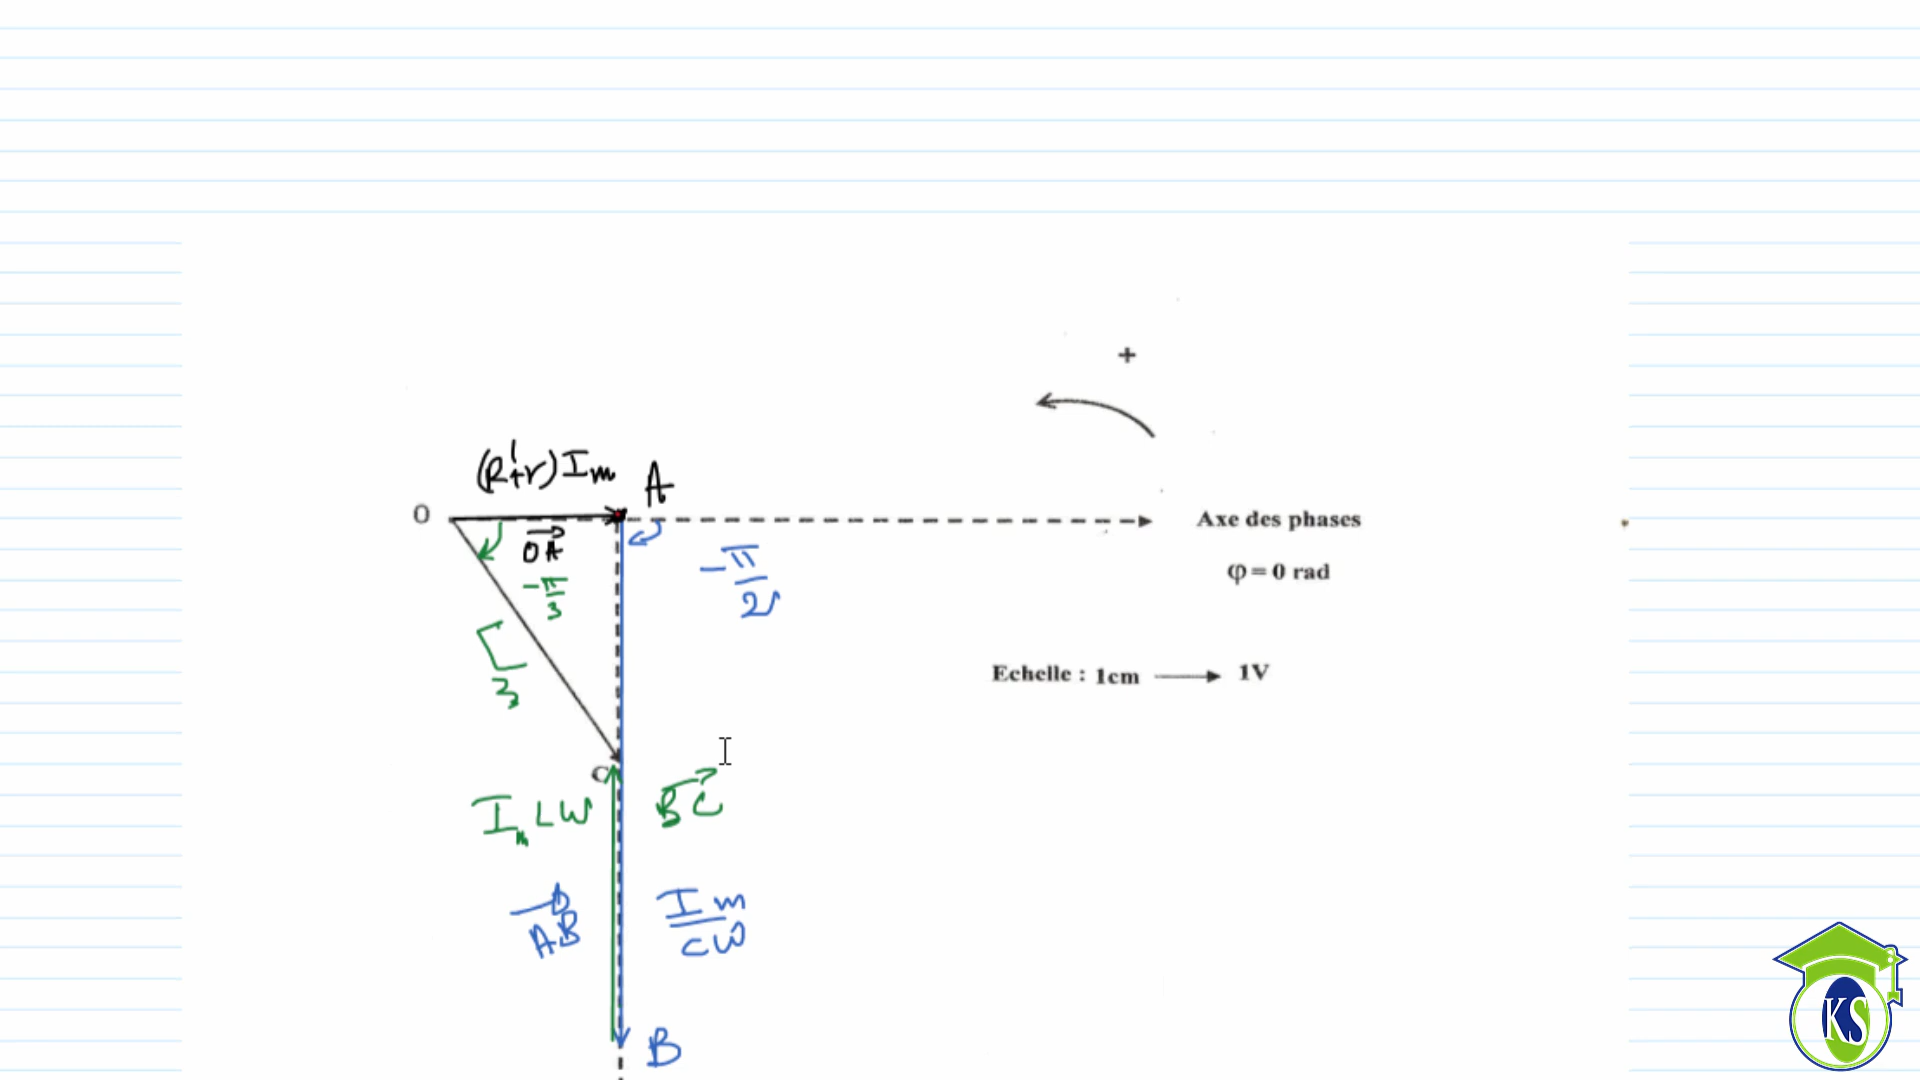 +
(R'+r)Im A
O
OA
-π/3
-π/2
Axe des phases
φ = 0 rad
Echelle : 1cm → 1V
3
C
ImLω
BC
AB
Im/Cω
B
KS